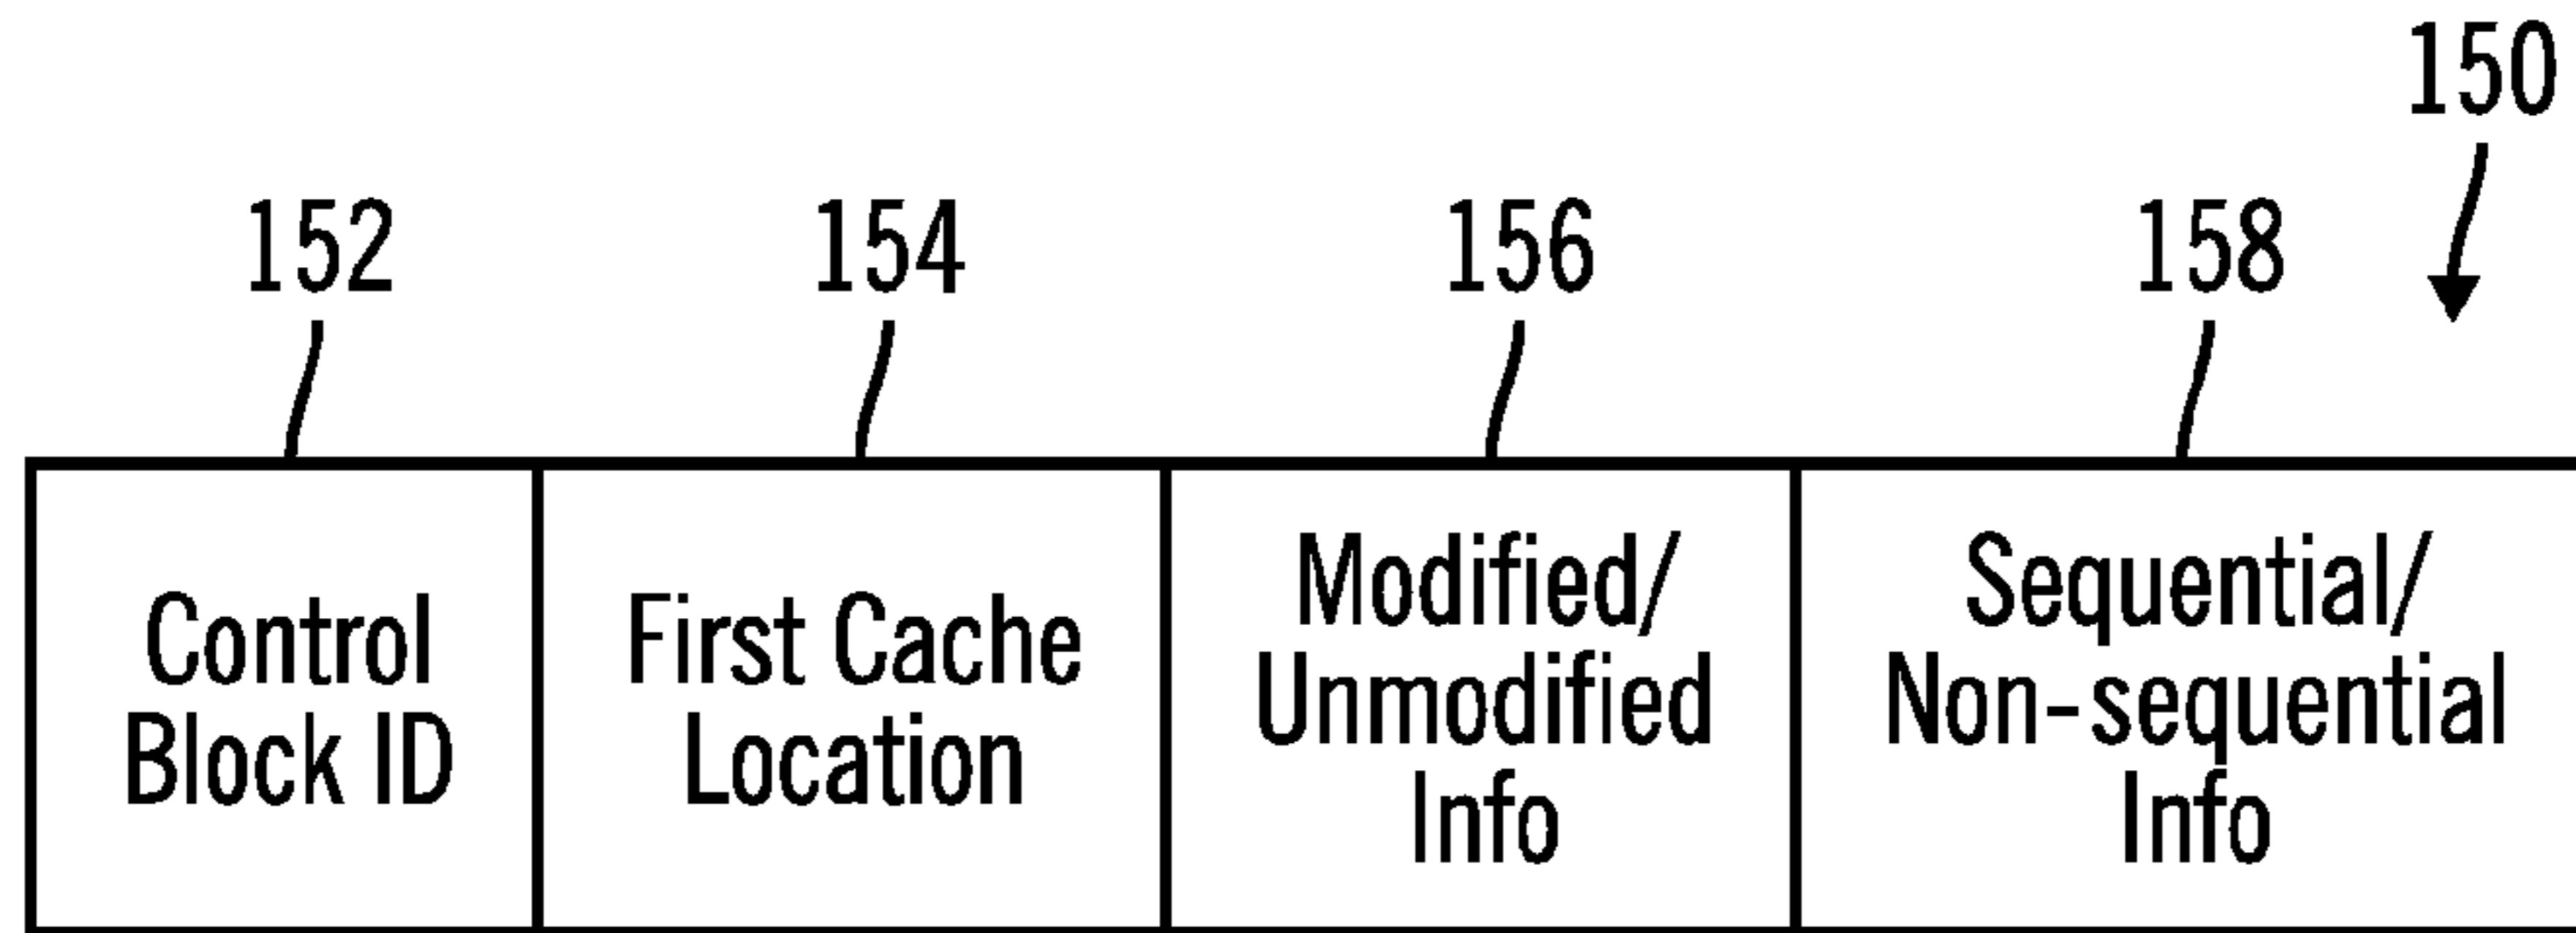 150
152
154
156
158
Control
Block ID
First Cache
Location
Modified/
Unmodified
Info
Sequential/
Non-sequential
Info